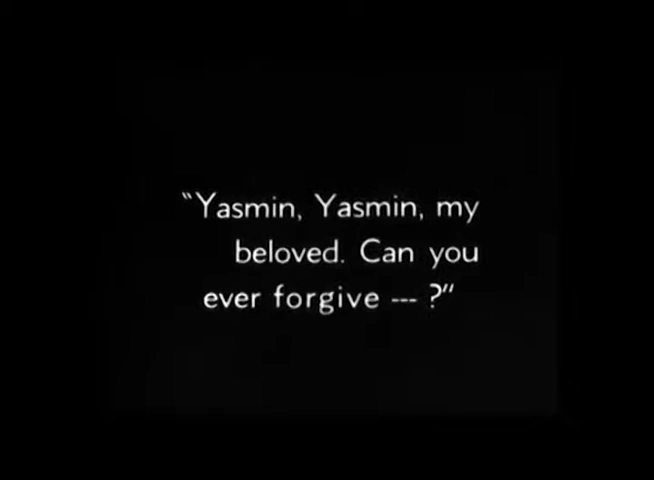 "Yasmin, Yasmin, my
beloved. Can you
ever forgive --- ?"